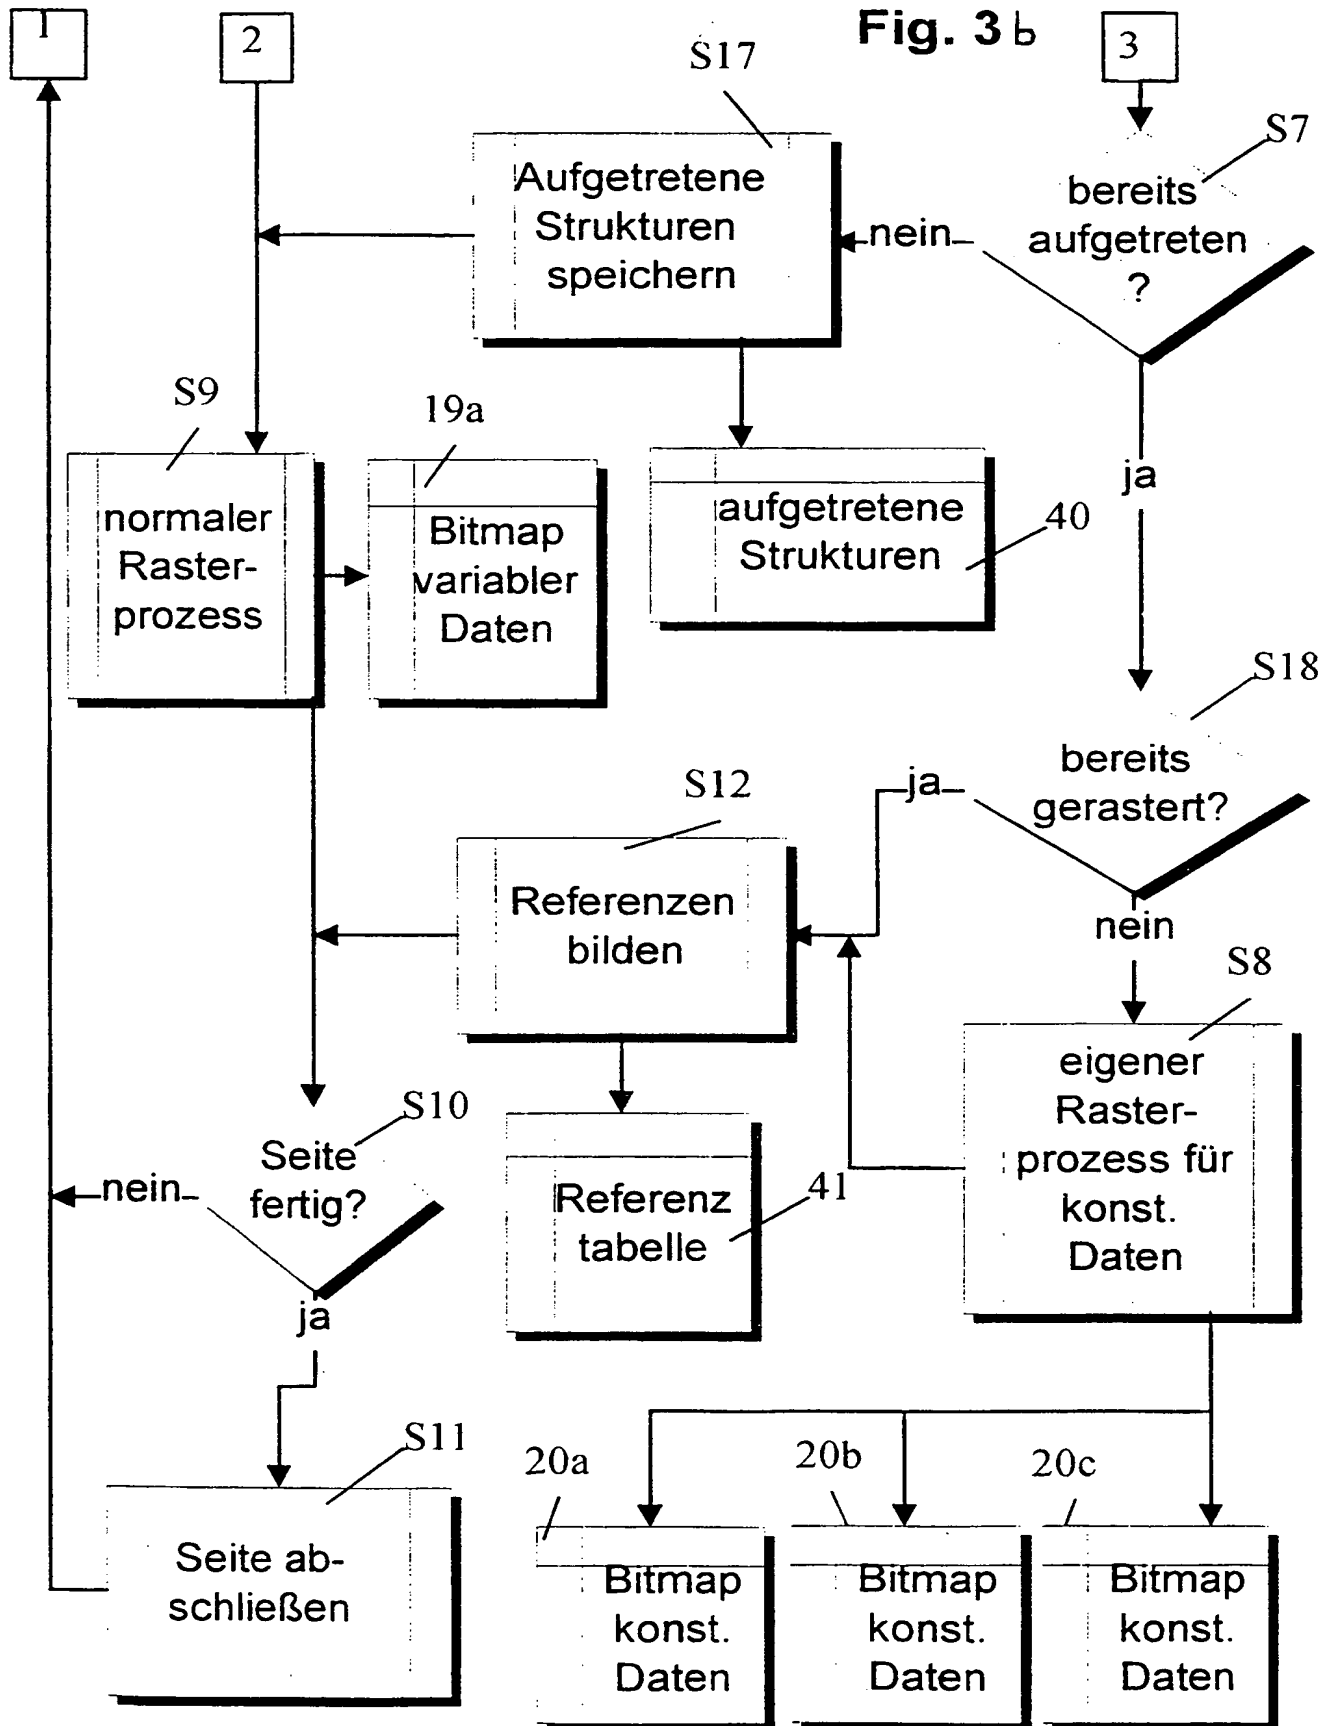 1
2
Fig. 3 b
3
S17
S7
Aufgetretene
Strukturen
speichern
nein
bereits
aufgetreten
?
S9
19a
ja
normaler
Raster-
prozess
Bitmap
variabler
Daten
aufgetretene
Strukturen
40
S18
S12
ja
bereits
gerastert?
Referenzen
bilden
nein
S8
S10
Seite
fertig?
nein
eigener
Raster-
prozess für
konst.
Daten
Referenz
tabelle
41
ja
S11
20a
20b
20c
Seite ab-
schließen
Bitmap
konst.
Daten
Bitmap
konst.
Daten
Bitmap
konst.
Daten